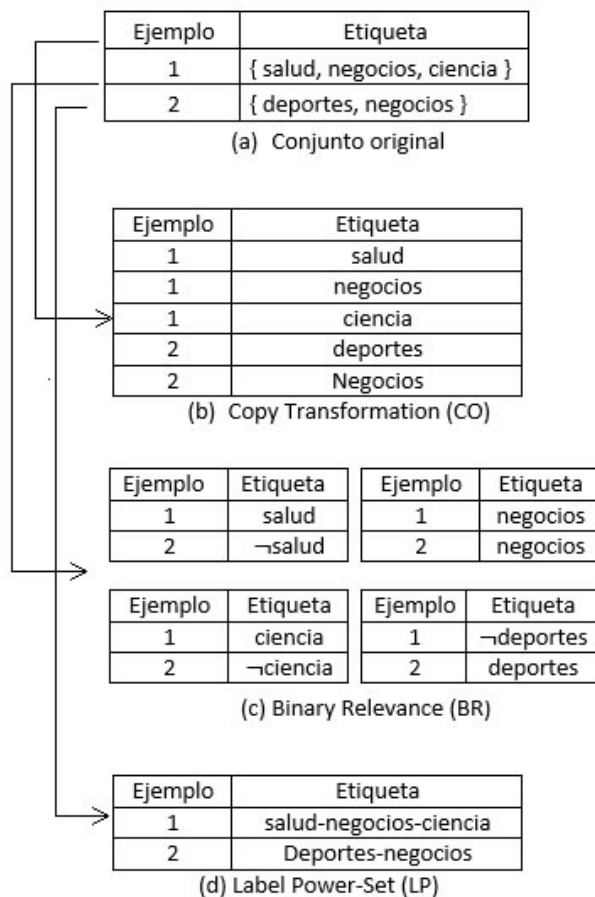 Ejemplo Etiqueta
1 { salud, negocios, ciencia }
2 { deportes, negocios }
(a) Conjunto original
Ejemplo Etiqueta
1 salud
1 negocios
1 ciencia
2 deportes
2 Negocios
(b) Copy Transformation (CO)
Ejemplo Etiqueta Ejemplo Etiqueta
1 salud 1 negocios
2 ¬salud 2 negocios
Ejemplo Etiqueta Ejemplo Etiqueta
1 ciencia 1 ¬deportes
2 ¬ciencia 2 deportes
(c) Binary Relevance (BR)
Ejemplo Etiqueta
1 salud-negocios-ciencia
2 Deportes-negocios
(d) Label Power-Set (LP)